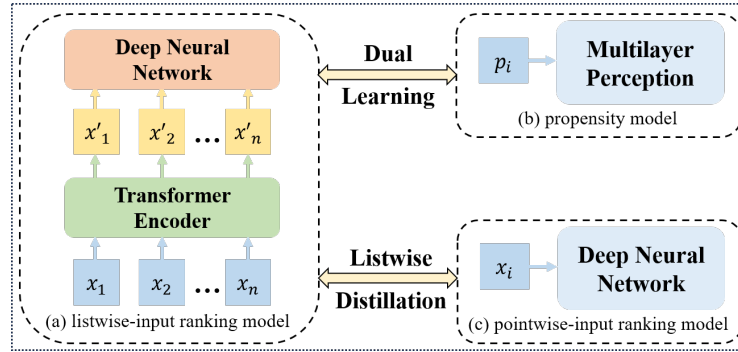 Deep Neural
Network
x'₁ x'₂ ... x'ₙ
Transformer
Encoder
x₁ x₂ ... xₙ
(a) listwise-input ranking model
Dual
Learning
pᵢ
Multilayer
Perception
(b) propensity model
Listwise
Distillation
xᵢ
Deep Neural
Network
(c) pointwise-input ranking model